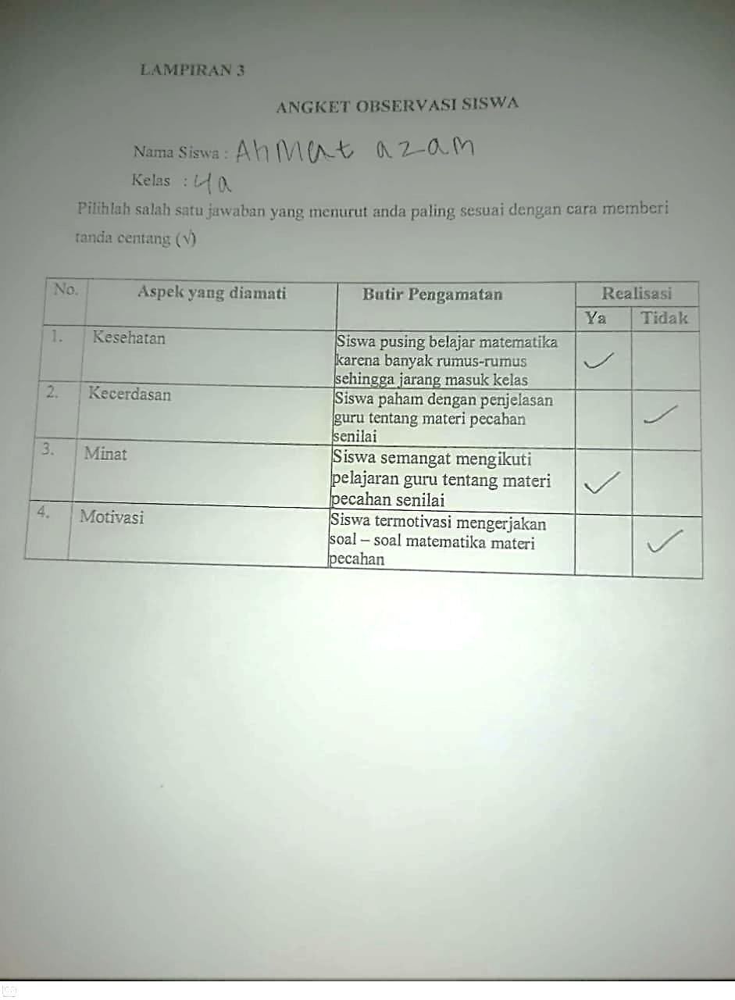 LAMPIRAN 3
ANGKET OBSERVASI SISWA
Nama Siswa : Ahmat azam
Kelas : 4a
Pilihlah salah satu jawaban yang menurut anda paling sesuai dengan cara memberi
tanda centang (√)
No. Aspek yang diamati Butir Pengamatan Realisasi
Ya Tidak
1. Kesehatan Siswa pusing belajar matematika
karena banyak rumus-rumus ✓
sehingga jarang masuk kelas
2. Kecerdasan Siswa paham dengan penjelasan
guru tentang materi pecahan ✓
senilai
3. Minat Siswa semangat mengikuti
pelajaran guru tentang materi ✓
pecahan senilai
4. Motivasi Siswa termotivasi mengerjakan
soal – soal matematika materi ✓
pecahan